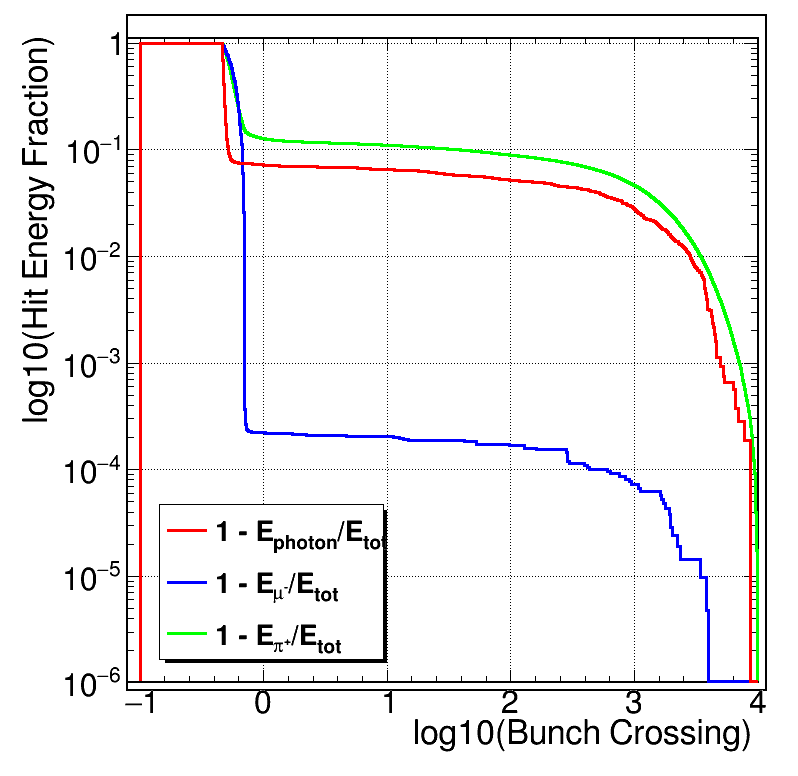 log10(Hit Energy Fraction)
1
10⁻¹
10⁻²
10⁻³
10⁻⁴
10⁻⁵
10⁻⁶
1 - E_photon/E_tot
1 - E_μ⁻/E_tot
1 - E_π⁺/E_tot
−1 0 1 2 3 4
log10(Bunch Crossing)